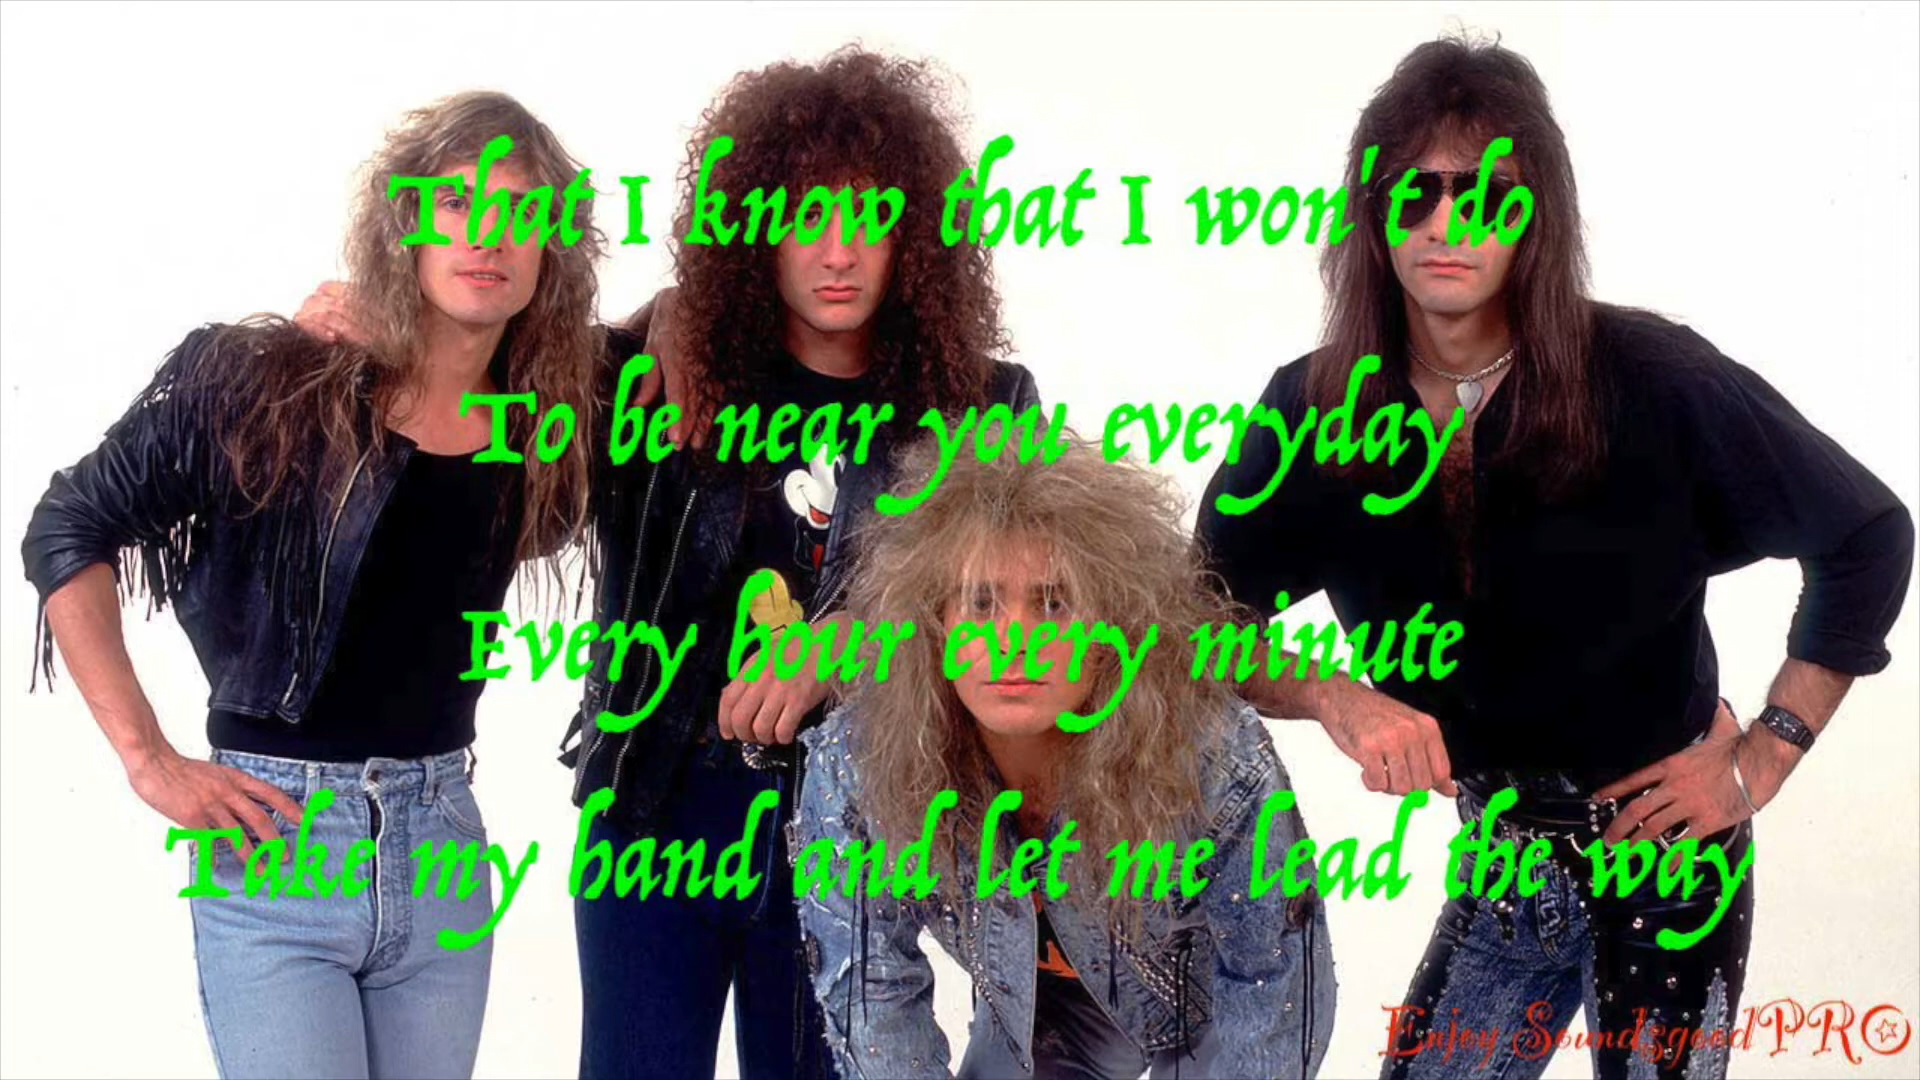 That I know that I won't do
To be near you everyday
Every hour every minute
Take my hand and let me lead the way
Enjoy SoundsgoodPRO